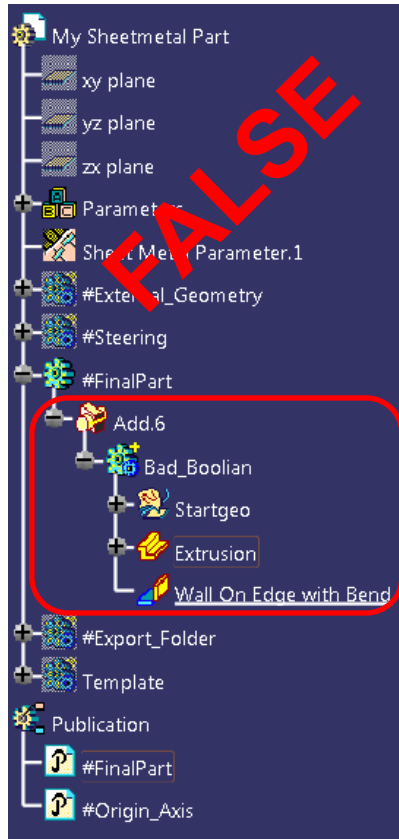 My Sheetmetal Part
xy plane
yz plane
zx plane
Parameters
Sheet Metal Parameter.1
#External_Geometry
#Steering
#FinalPart
Add.6
Bad_Boolian
Startgeo
Extrusion
Wall On Edge with Bend
#Export_Folder
Template
Publication
#FinalPart
#Origin_Axis
FALSE